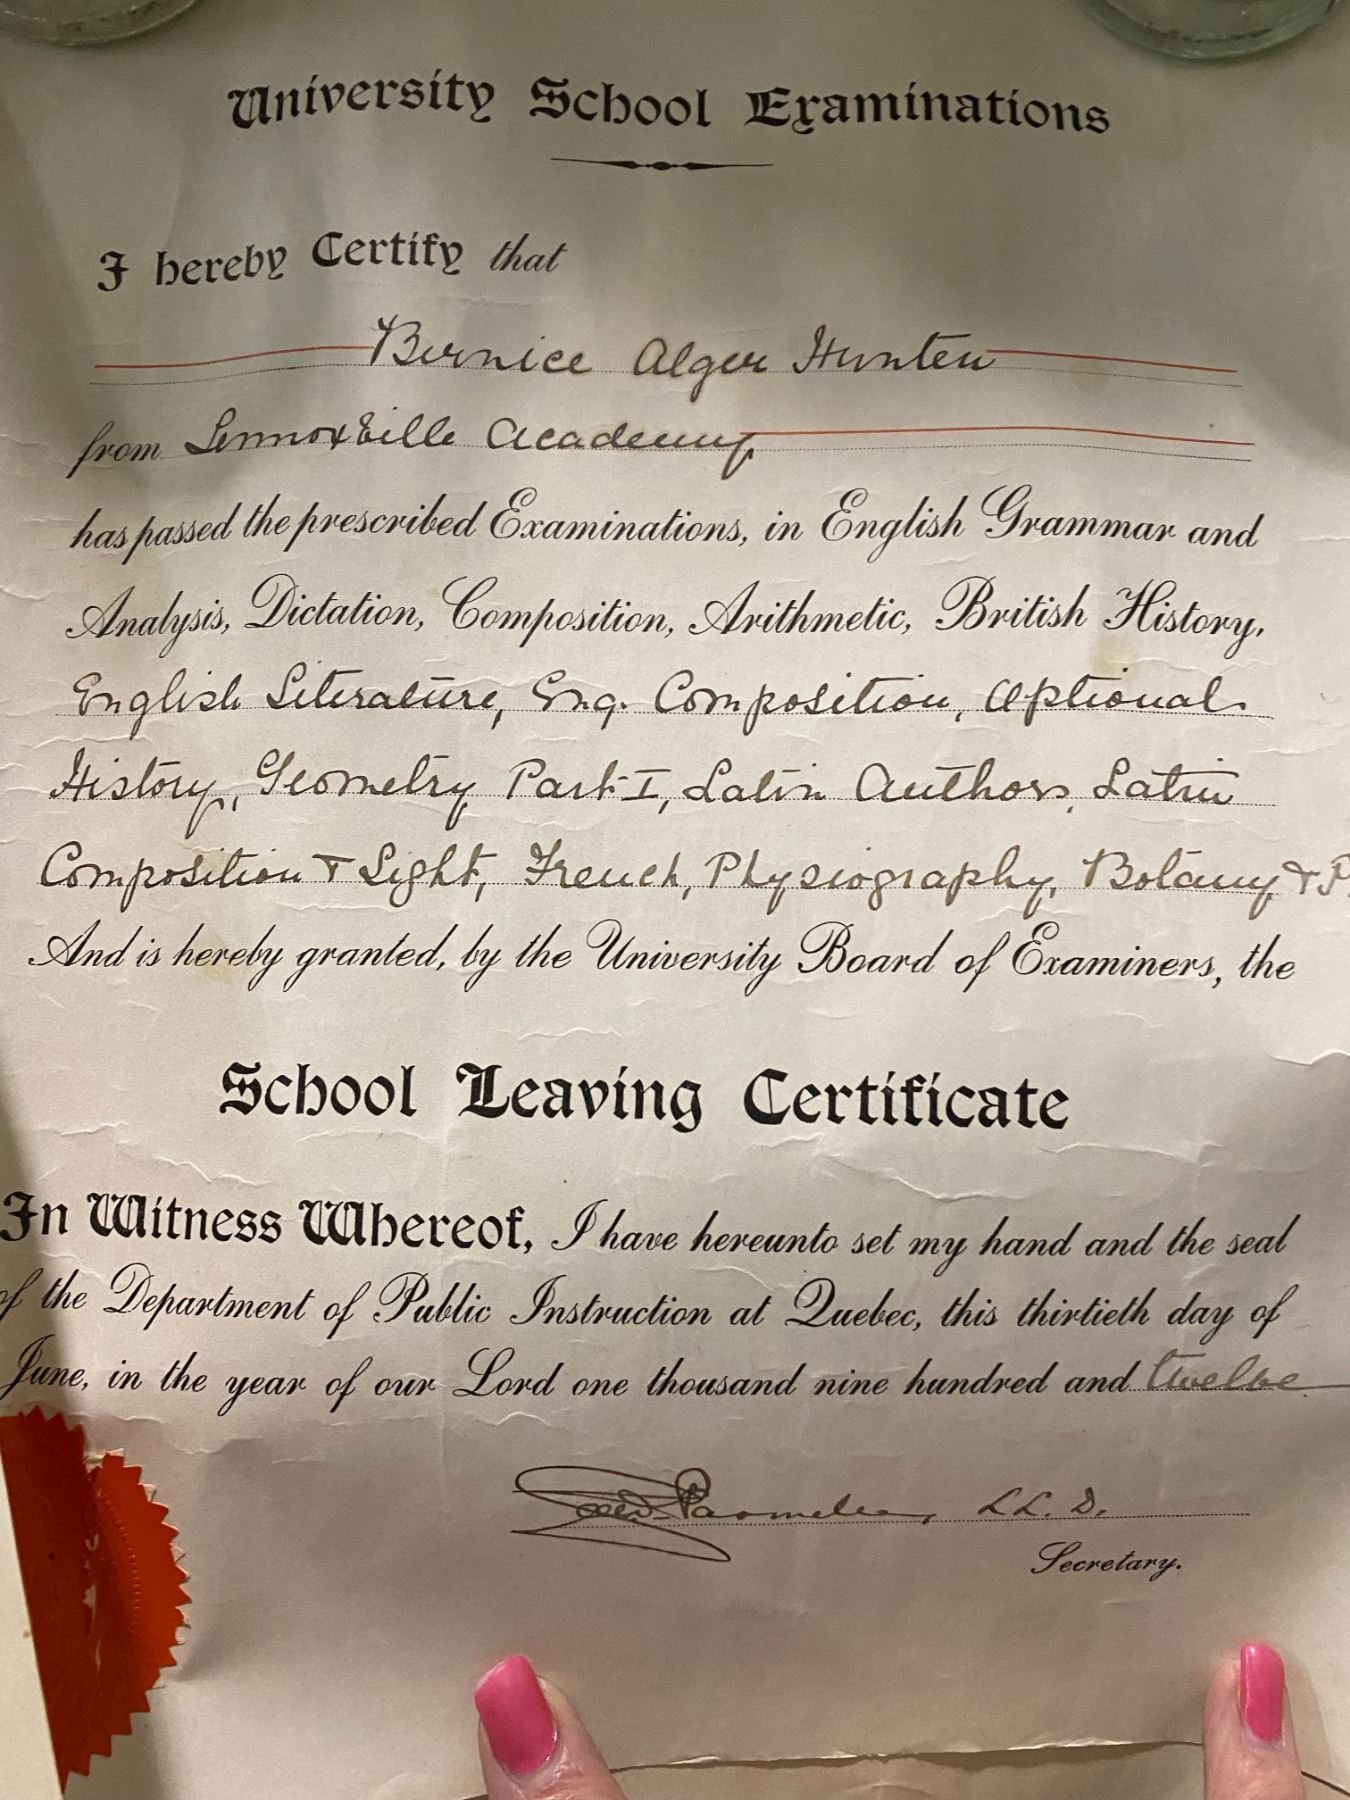 University School Examinations
I hereby Certify that
Bernice Alger Hunter
from Lennoxville Academy
has passed the prescribed Examinations, in English Grammar and
Analysis, Dictation, Composition, Arithmetic, British History,
English Literature, Eng. Composition, Optional
History, Geometry Part I, Latin Authors, Latin
Composition & Sight, French, Physiography, Botany &
And is hereby granted, by the University Board of Examiners, the
School Leaving Certificate
In Witness Whereof, I have hereunto set my hand and the seal
of the Department of Public Instruction at Quebec, this thirtieth day of
June, in the year of our Lord one thousand nine hundred and twelve
Parmelee, LL. D.
Secretary.